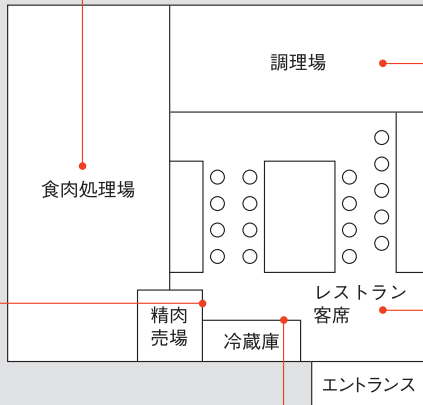 調理場
食肉処理場
レストラン
客席
精肉
売場
冷蔵庫
エントランス